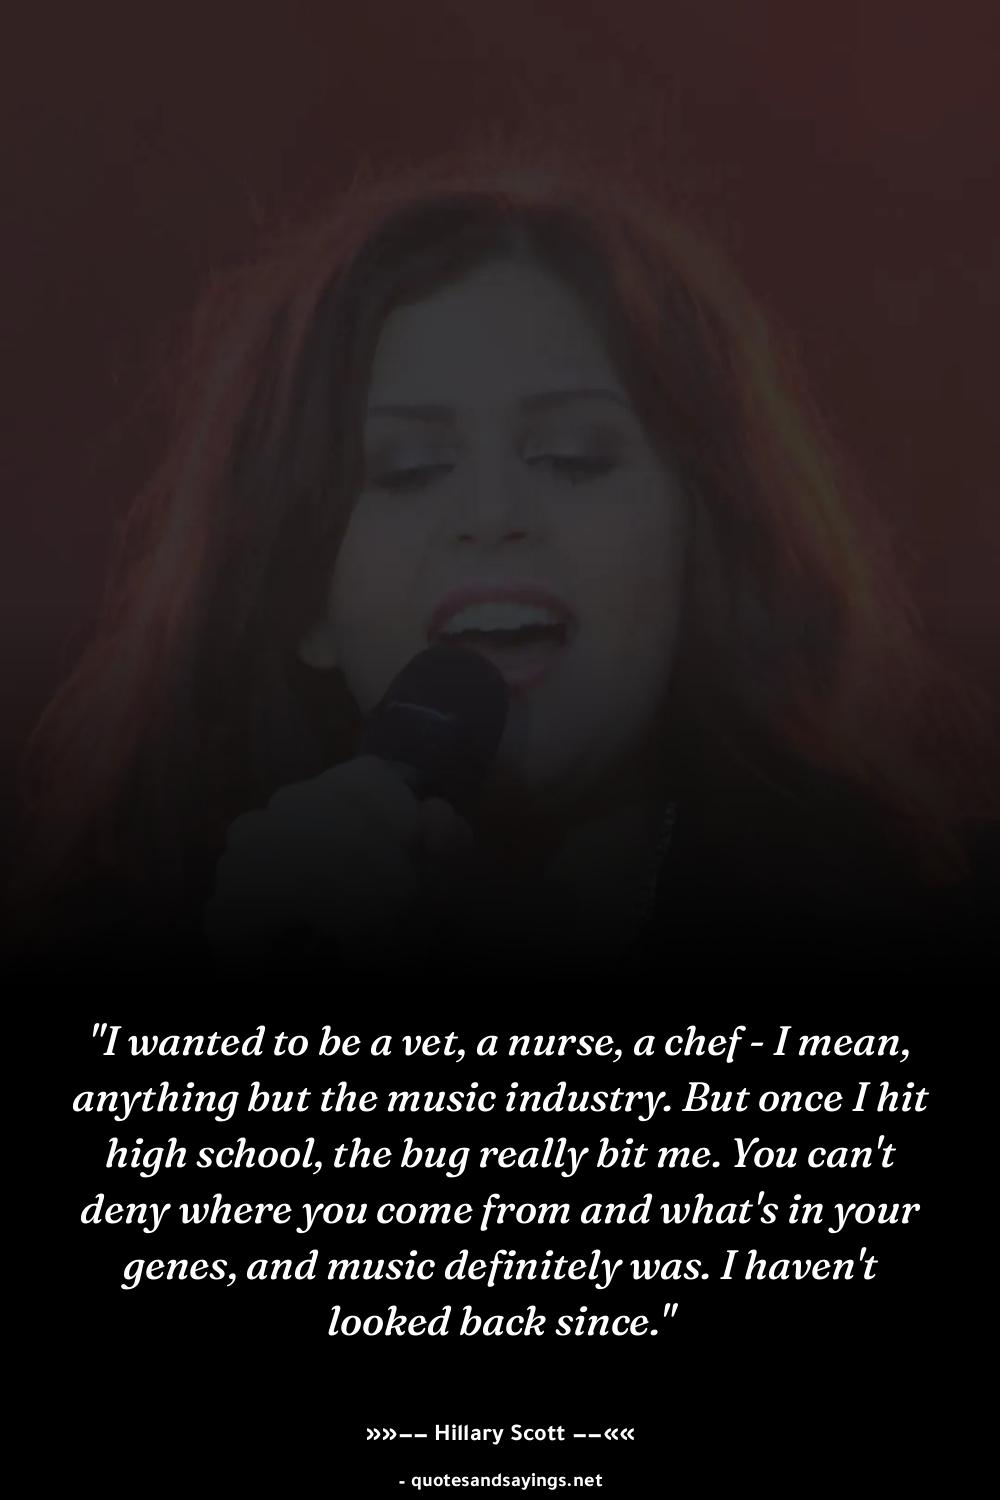 "I wanted to be a vet, a nurse, a chef - I mean,
anything but the music industry. But once I hit
high school, the bug really bit me. You can't
deny where you come from and what's in your
genes, and music definitely was. I haven't
looked back since."
»»−− Hillary Scott −−««
- quotesandsayings.net